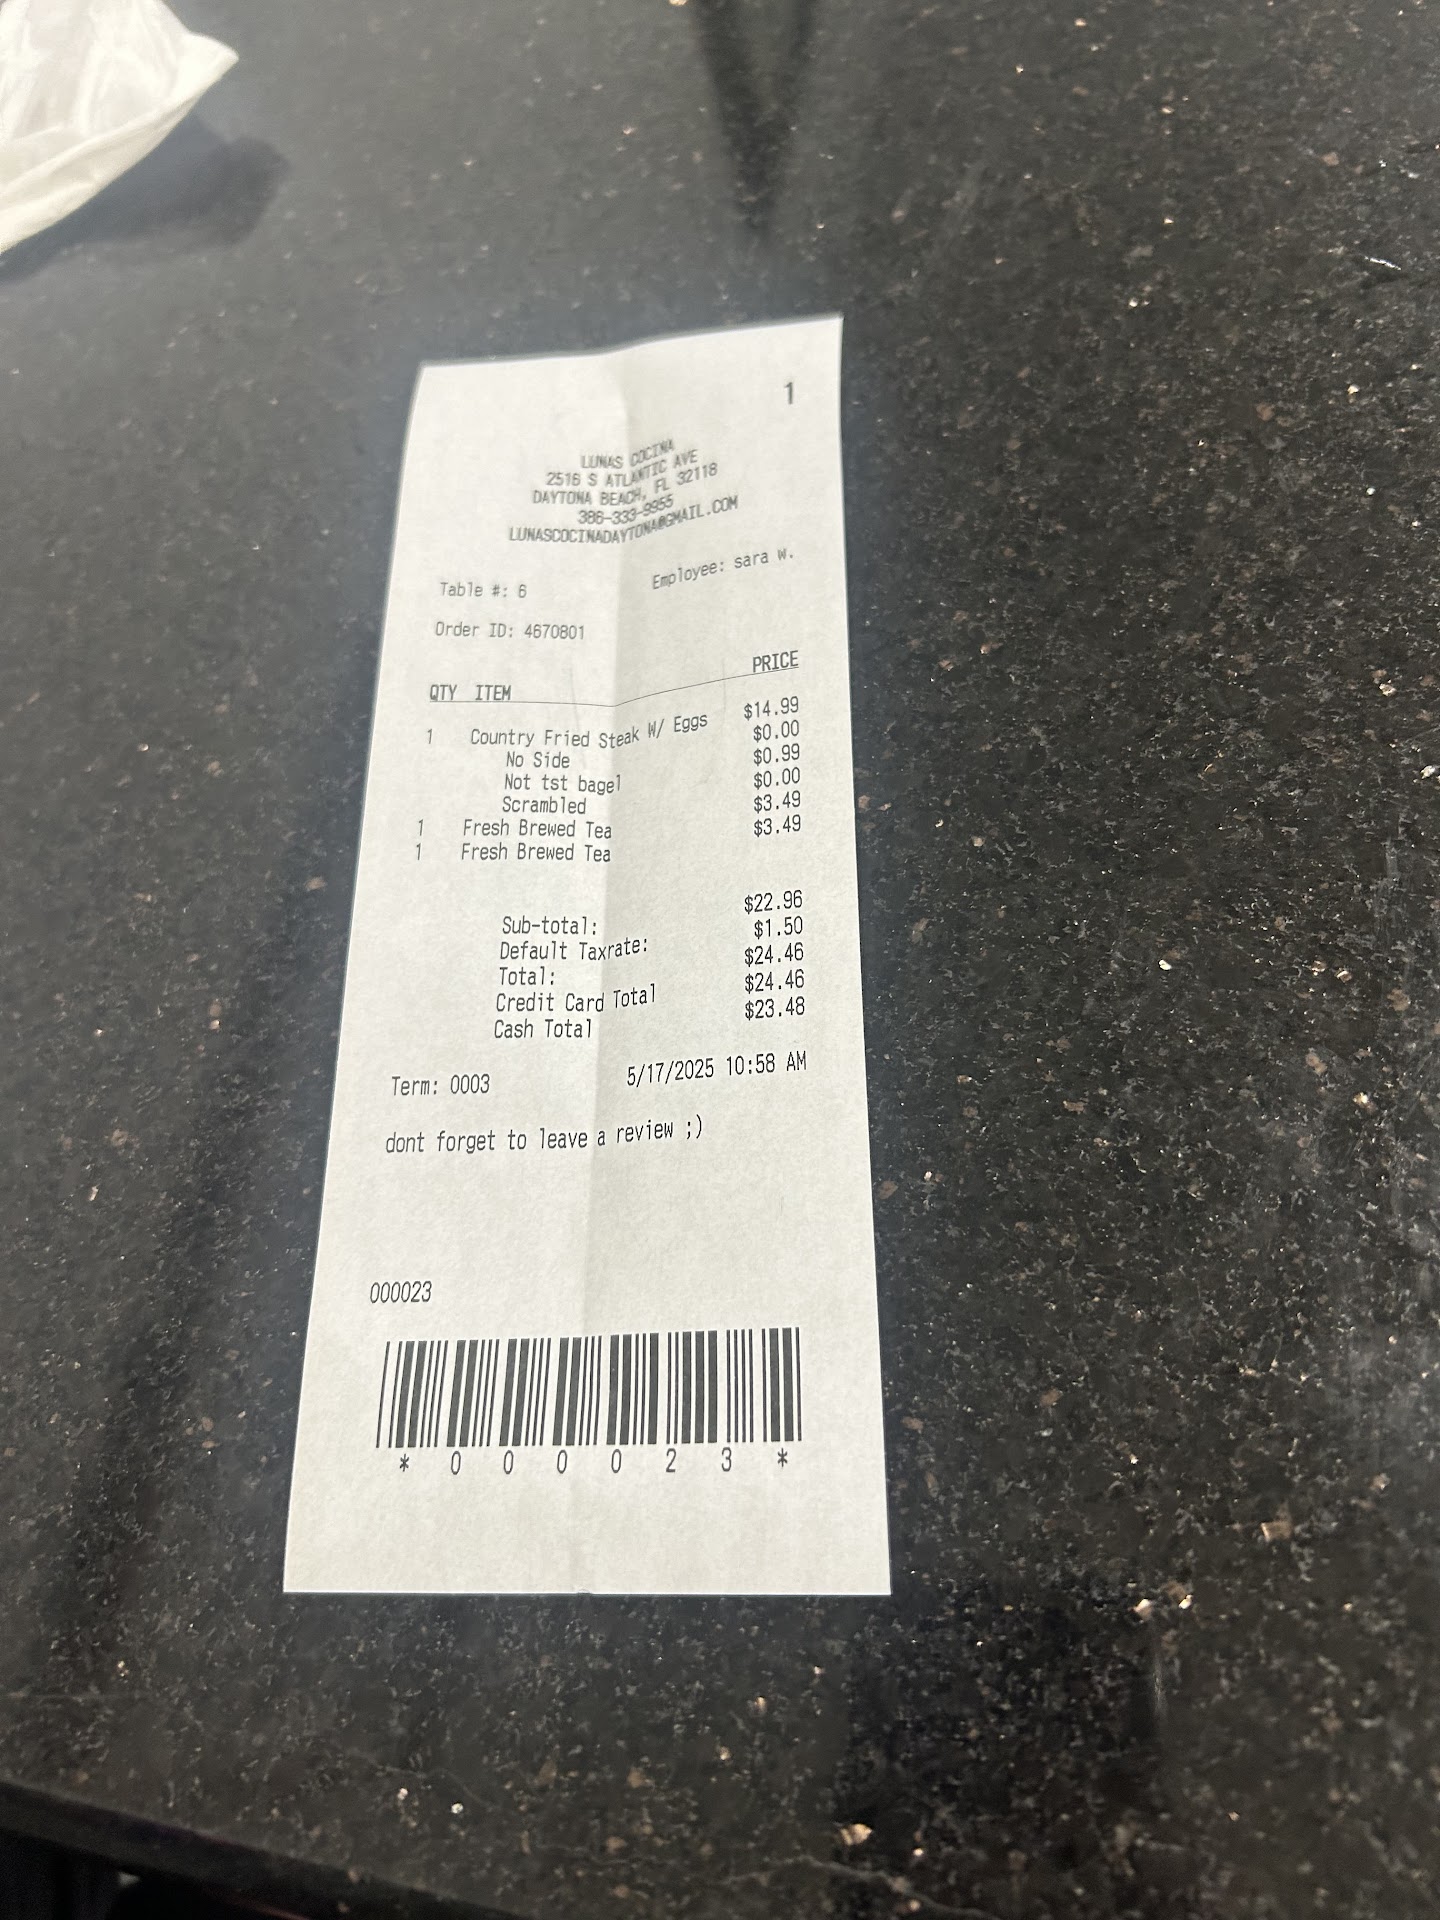 1
LUNAS COCINA
2516 S ATLANTIC AVE
DAYTONA BEACH, FL 32118
386-333-9955
LUNASCOCINADAYTONA@GMAIL.COM
Table #: 6 Employee: sara w.
Order ID: 4670801
QTY ITEM PRICE
1 Country Fried Steak W/ Eggs $14.99
No Side $0.00
Not tst bagel $0.99
Scrambled $0.00
1 Fresh Brewed Tea $3.49
1 Fresh Brewed Tea $3.49
Sub-total: $22.96
Default Taxrate: $1.50
Total: $24.46
Credit Card Total $24.46
Cash Total $23.48
Term: 0003 5/17/2025 10:58 AM
dont forget to leave a review ;)
000023
* 0 0 0 0 2 3 *